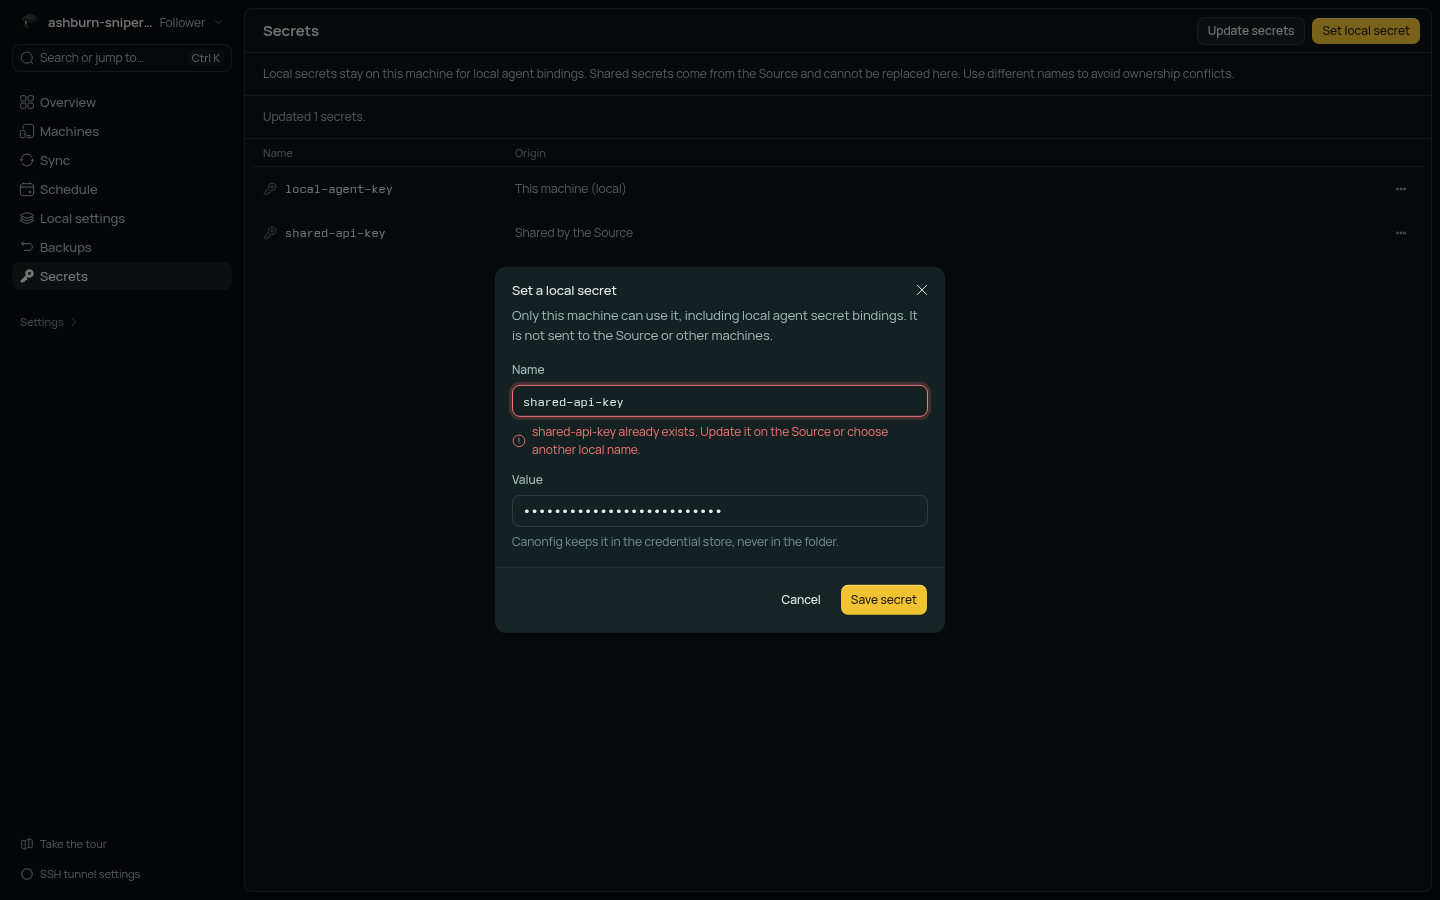 ashburn-sniper... Follower
Search or jump to... Ctrl K
Overview
Machines
Sync
Schedule
Local settings
Backups
Secrets
Settings
Take the tour
SSH tunnel settings
Secrets
Update secrets
Set local secret
Local secrets stay on this machine for local agent bindings. Shared secrets come from the Source and cannot be replaced here. Use different names to avoid ownership conflicts.
Updated 1 secrets.
Name Origin
local-agent-key This machine (local)
shared-api-key Shared by the Source
Set a local secret
Only this machine can use it, including local agent secret bindings. It
is not sent to the Source or other machines.
Name
shared-api-key
shared-api-key already exists. Update it on the Source or choose
another local name.
Value
••••••••••••••••••••••••••
Canonfig keeps it in the credential store, never in the folder.
Cancel
Save secret